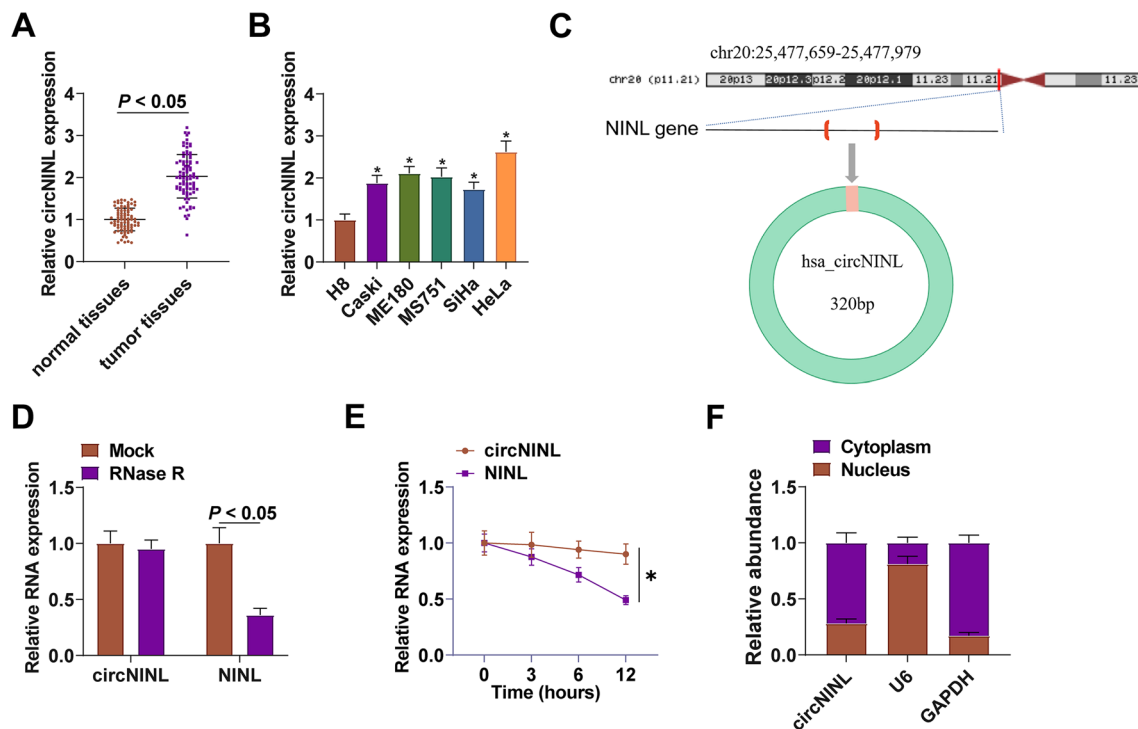 A
Relative circNINL expression
4
3
2
1
0
P < 0.05
normal tissues
tumor tissues
B
Relative circNINL expression
4
3
2
1
0
*
*
*
*
*
H8
Caski
ME180
MS751
SiHa
HeLa
C
chr20:25,477,659-25,477,979
chr20 (p11.21) 20p13 20p12.3 p12.2 20p12.1 11.23 11.21 11.23
NINL gene
hsa_circNINL
320bp
D
Mock
RNase R
Relative RNA expression
1.5
1.0
0.5
0.0
P < 0.05
circNINL NINL
E
circNINL
NINL
Relative RNA expression
1.5
1.0
0.5
0.0
*
0 3 6 12
Time (hours)
F
Cytoplasm
Nucleus
Relative abundance
1.5
1.0
0.5
0.0
circNINL
U6
GAPDH